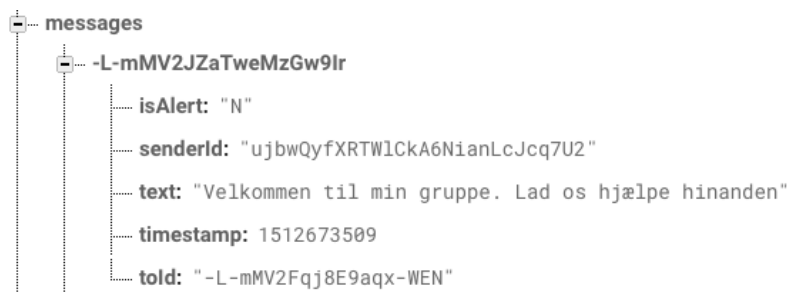 messages
-L-mMV2JZaTweMzGw9Ir
isAlert: "N"
senderId: "ujbwQyfXRTWlCkA6NianLcJcq7U2"
text: "Velkommen til min gruppe. Lad os hjælpe hinanden"
timestamp: 1512673509
toId: "-L-mMV2Fqj8E9aqx-WEN"